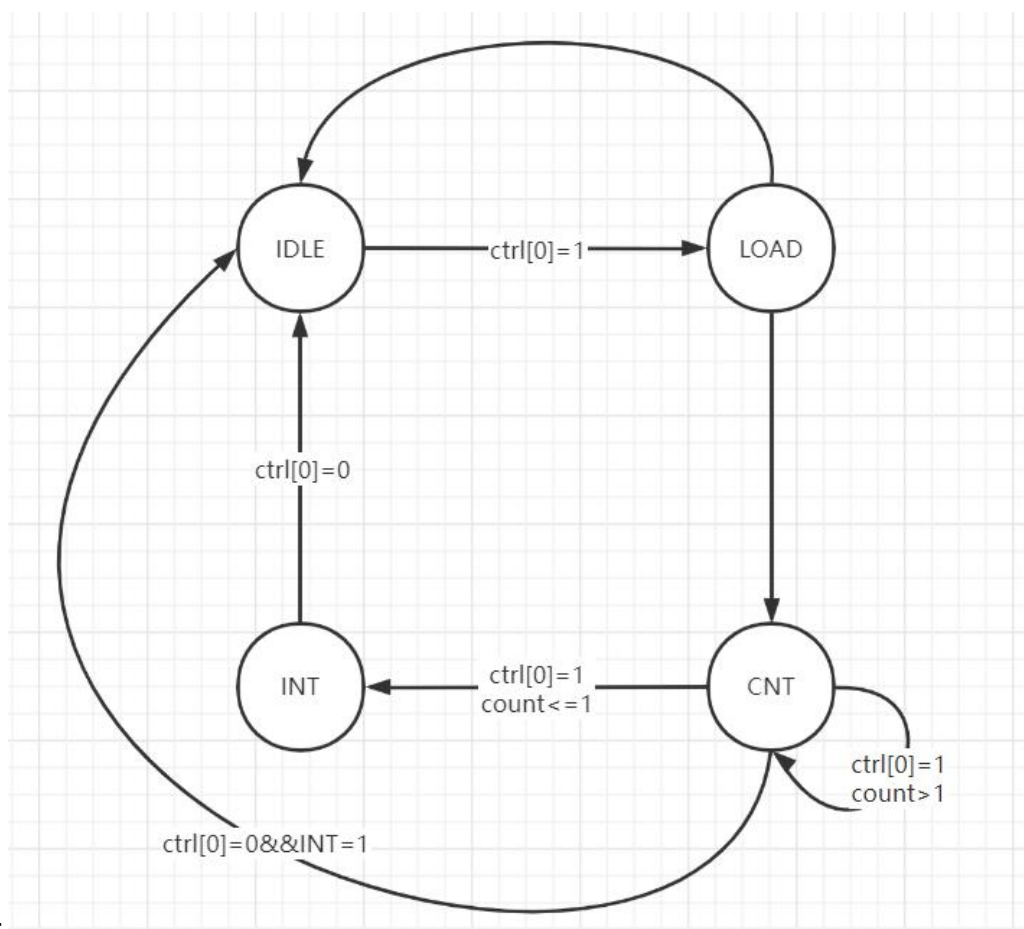 IDLE
ctrl[0]=1
LOAD
ctrl[0]=0
INT
ctrl[0]=1
count<=1
CNT
ctrl[0]=1
count>1
ctrl[0]=0&&INT=1